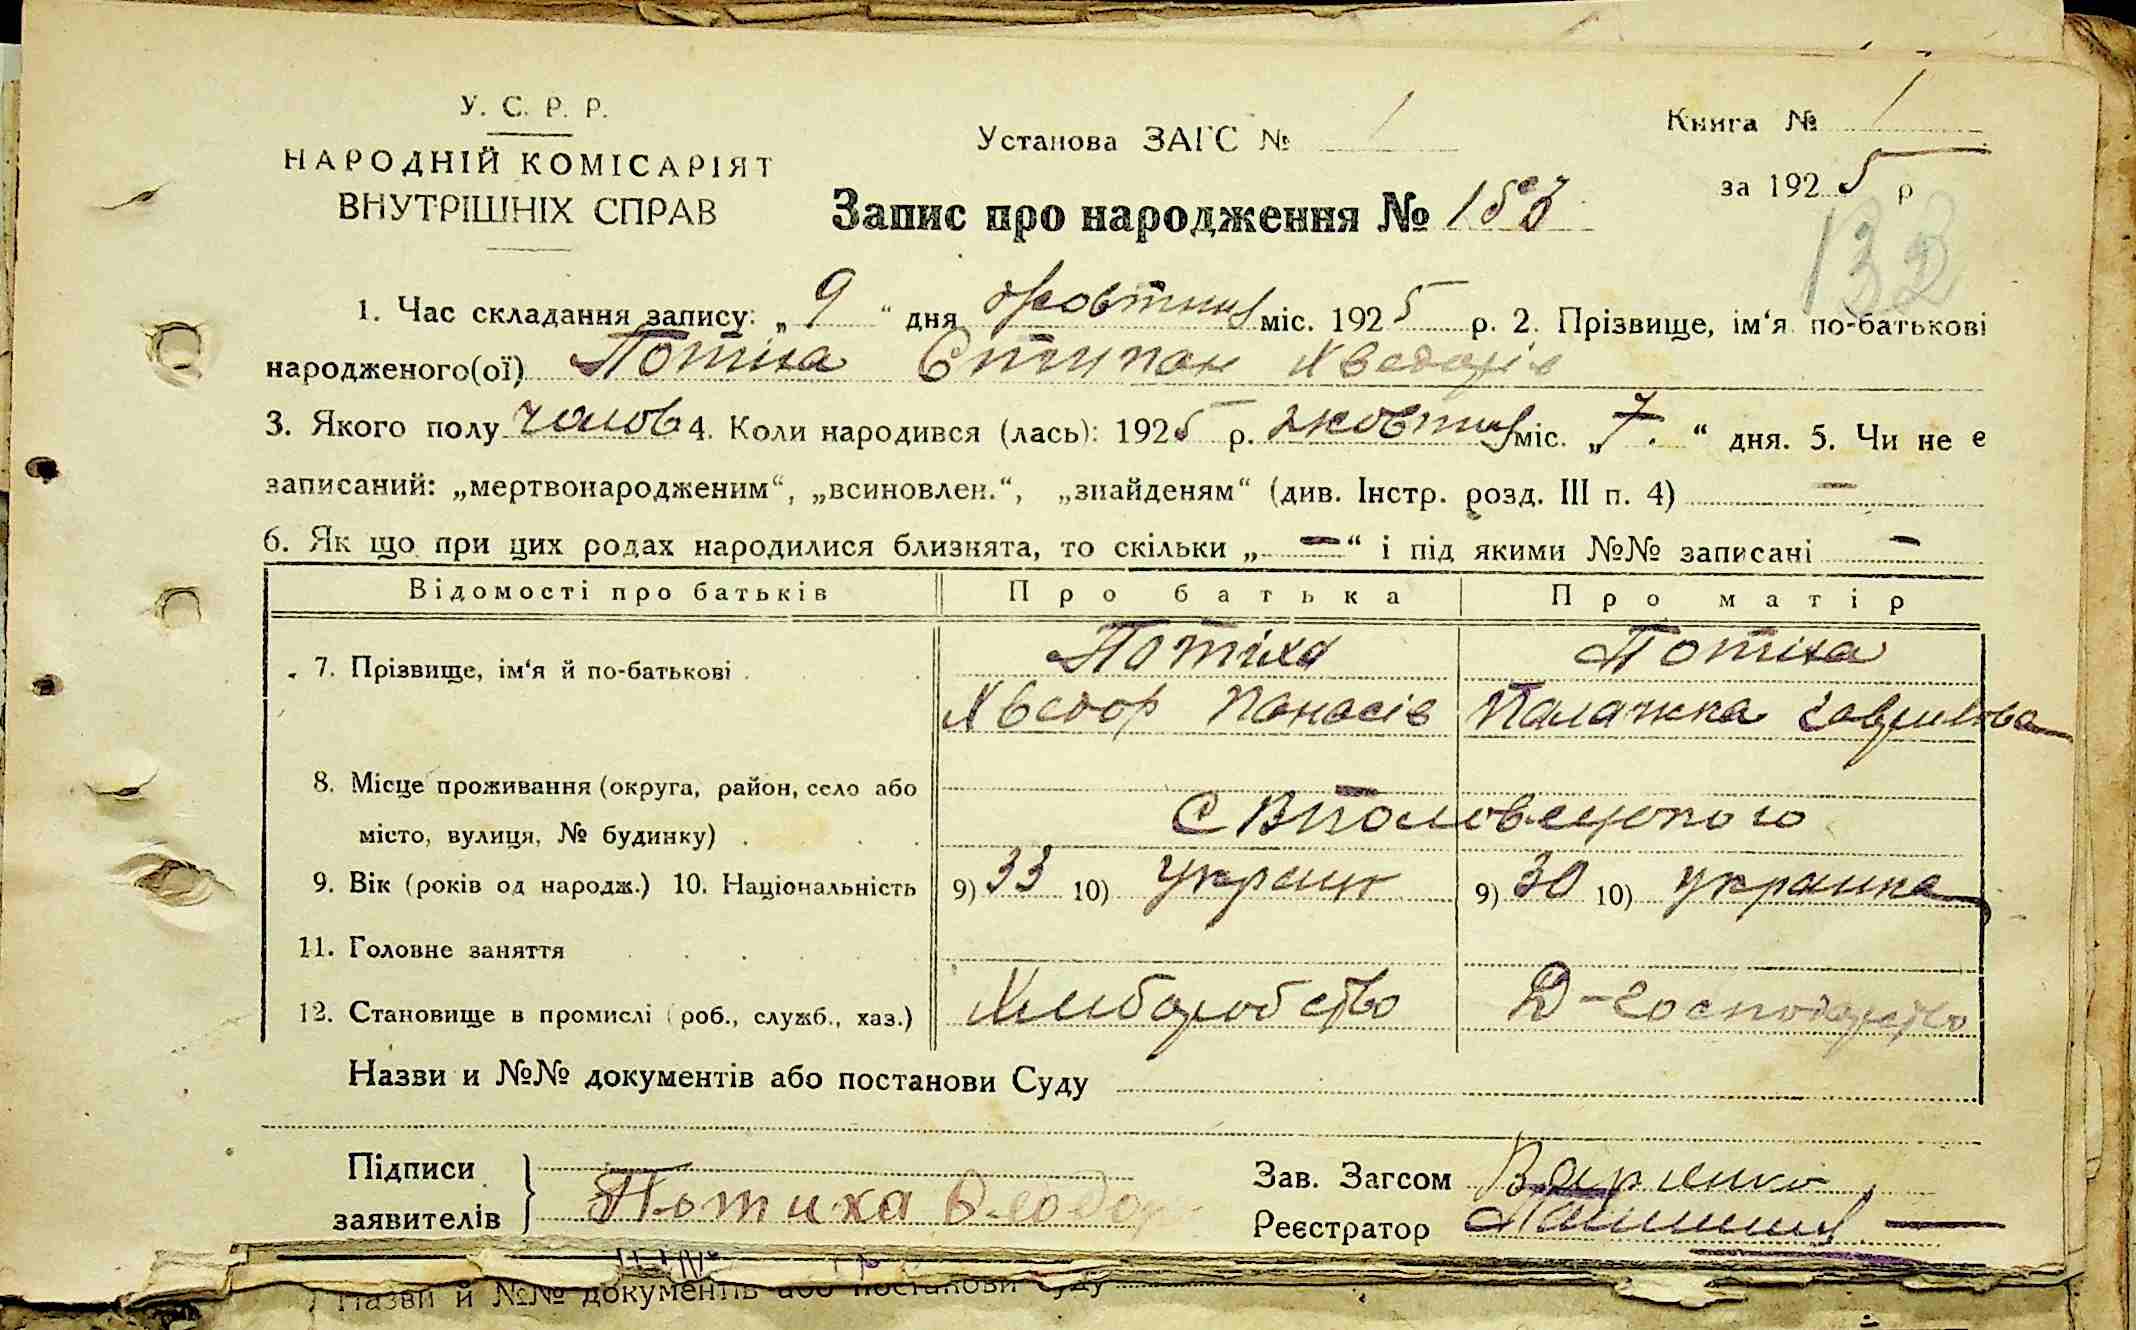 У. С. Р. Р.
НАРОДНІЙ КОМІСАРІЯТ
ВНУТРІШНІХ СПРАВ
Установа ЗАГС № 1
Книга № 1
за 1925 р
Запис про народження № 153
132
1. Час складання запису: „ 9 “ дня жовтня міс. 1925 р. 2. Прізвище, ім‘я по-батькові
народженого(ої) Потіха Степан Хведорів
3. Якого полу чолов 4. Коли народився (лась): 1925 р. жовтня міс. „ 7. “ дня. 5. Чи не є
записаний: „мертвонародженим“, „всиновлен.“, „знайденям“ (див. Інстр. розд. III п. 4) —
6. Як що при цих родах народилися близнята, то скільки „ — “ і під якими №№ записані —
Відомості про батьків Про батька Про матір
7. Прізвище, ім‘я й по-батькові Потіха Потіха
Хведор Панасів Палажка Гаврилова
8. Місце проживання (округа, район, село або
місто, вулиця, № будинку) С ВПоловецького
9. Вік (років од народж.) 10. Національність 9) 33 10) українц 9) 30 10) украинка
11. Головне заняття
12. Становище в промислі (роб., служб., хаз.) Хлиборобство Д-Господарство
Назви и №№ документів або постанови Суду
Підписи
заявителів } Потиха Феодор
Зав. Загсом
Реєстратор
Назви й №№ документів або постанови Суду